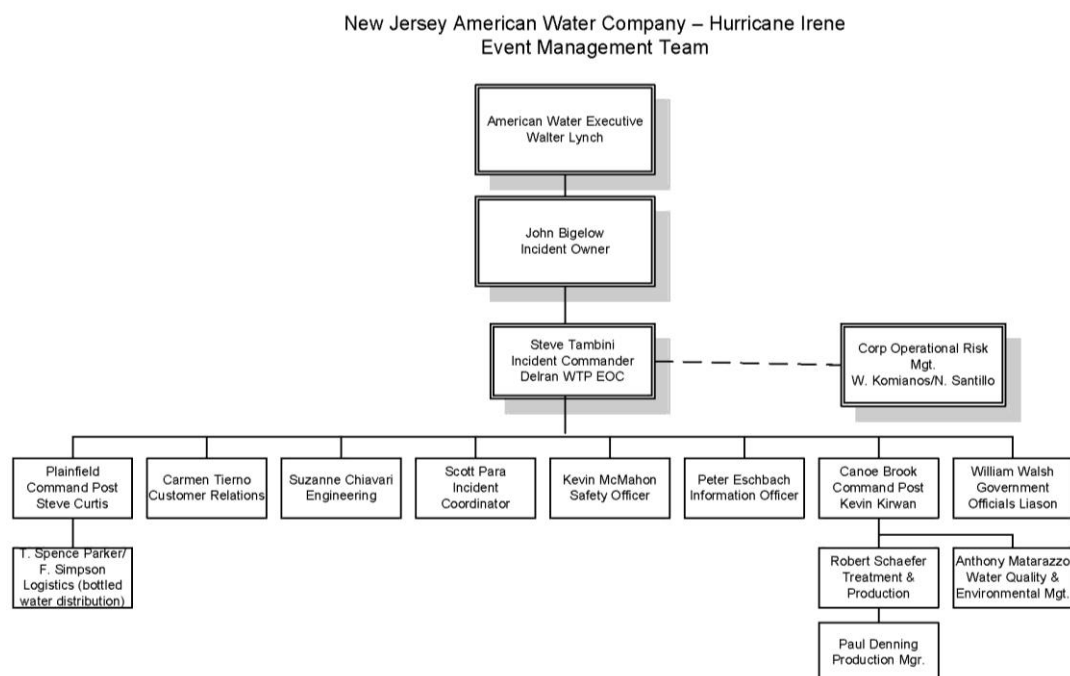 New Jersey American Water Company – Hurricane Irene
Event Management Team
American Water Executive
Walter Lynch
John Bigelow
Incident Owner
Steve Tambini
Incident Commander
Delran WTP EOC
Corp Operational Risk
Mgt.
W. Komianos/N. Santillo
Plainfield
Command Post
Steve Curtis
Carmen Tierno
Customer Relations
Suzanne Chiavari
Engineering
Scott Para
Incident
Coordinator
Kevin McMahon
Safety Officer
Peter Eschbach
Information Officer
Canoe Brook
Command Post
Kevin Kirwan
William Walsh
Government
Officials Liason
T. Spence Parker/
F. Simpson
Logistics (bottled
water distribution)
Robert Schaefer
Treatment &
Production
Anthony Matarazzo
Water Quality &
Environmental Mgt.
Paul Denning
Production Mgr.